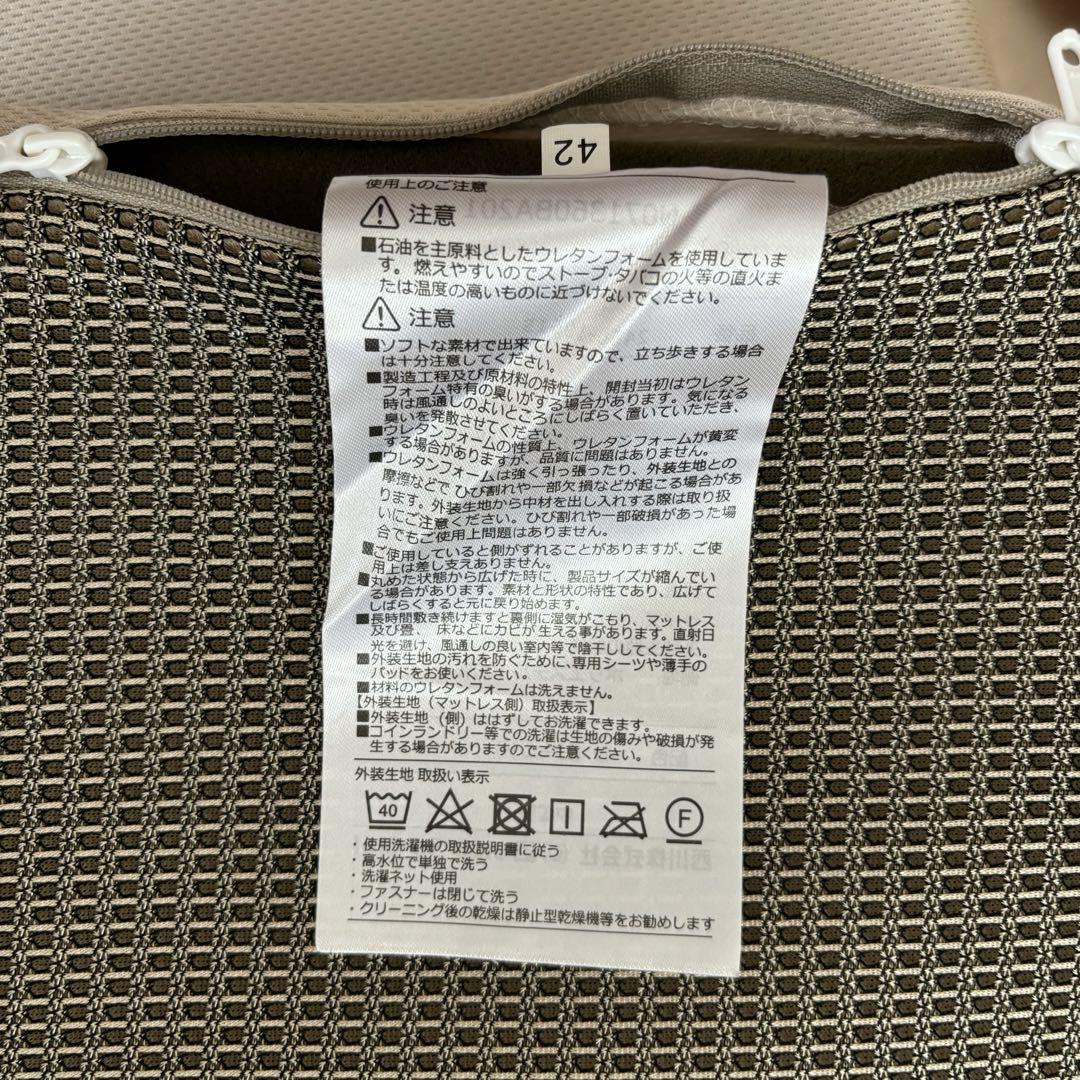 42
使用上のご注意
注意
■石油を主原料としたウレタンフォームを使用していま
す。燃えやすいのでストーブ・タバコの火等の直火ま
たは温度の高いものに近づけないでください。
注意
■ソフトな素材で出来ていますので、立ち歩きする場合
は十分注意してください。
■製造工程及び原材料の特性上、開封当初はウレタン
フォーム特有の臭いがする場合があります。気になる
時は風通しのよいところにしばらく置いていただき、
臭いを発散させてください。
■ウレタンフォームの性質上、ウレタンフォームが黄変
する場合がありますが、品質に問題はありません。
■ウレタンフォームは強く引っ張ったり、外装生地との
摩擦などでひび割れや一部欠損などが起こる場合があ
ります。外装生地から中材を出し入れする際は取り扱
いにご注意ください。ひび割れや一部破損があった場
合でもご使用上問題はありません。
■ご使用していると側がずれることがありますが、ご使
用上は差し支えありません。
■丸めた状態から広げた時に、製品サイズが縮んでい
る場合があります。素材と形状の特性であり、広げて
しばらくすると元に戻り始めます。
■長時間敷き続けますと裏側に湿気がこもり、マットレス
及び畳、床などにカビが生える事があります。直射日
光を避け、風通しの良い室内等で陰干ししてください。
■外装生地の汚れを防ぐために、専用シーツや薄手の
パッドをお使いください。
■材料のウレタンフォームは洗えません。
【外装生地（マットレス側）取扱表示】
■外装生地（側）ははずしてお洗濯できます。
■コインランドリー等での洗濯は生地の傷みや破損が発
生する場合がありますのでご注意ください。
外装生地 取扱い表示
40 F
・使用洗濯機の取扱説明書に従う
・高水位で単独で洗う
・洗濯ネット使用
・ファスナーは閉じて洗う
・クリーニング後の乾燥は静止型乾燥機等をお勧めします